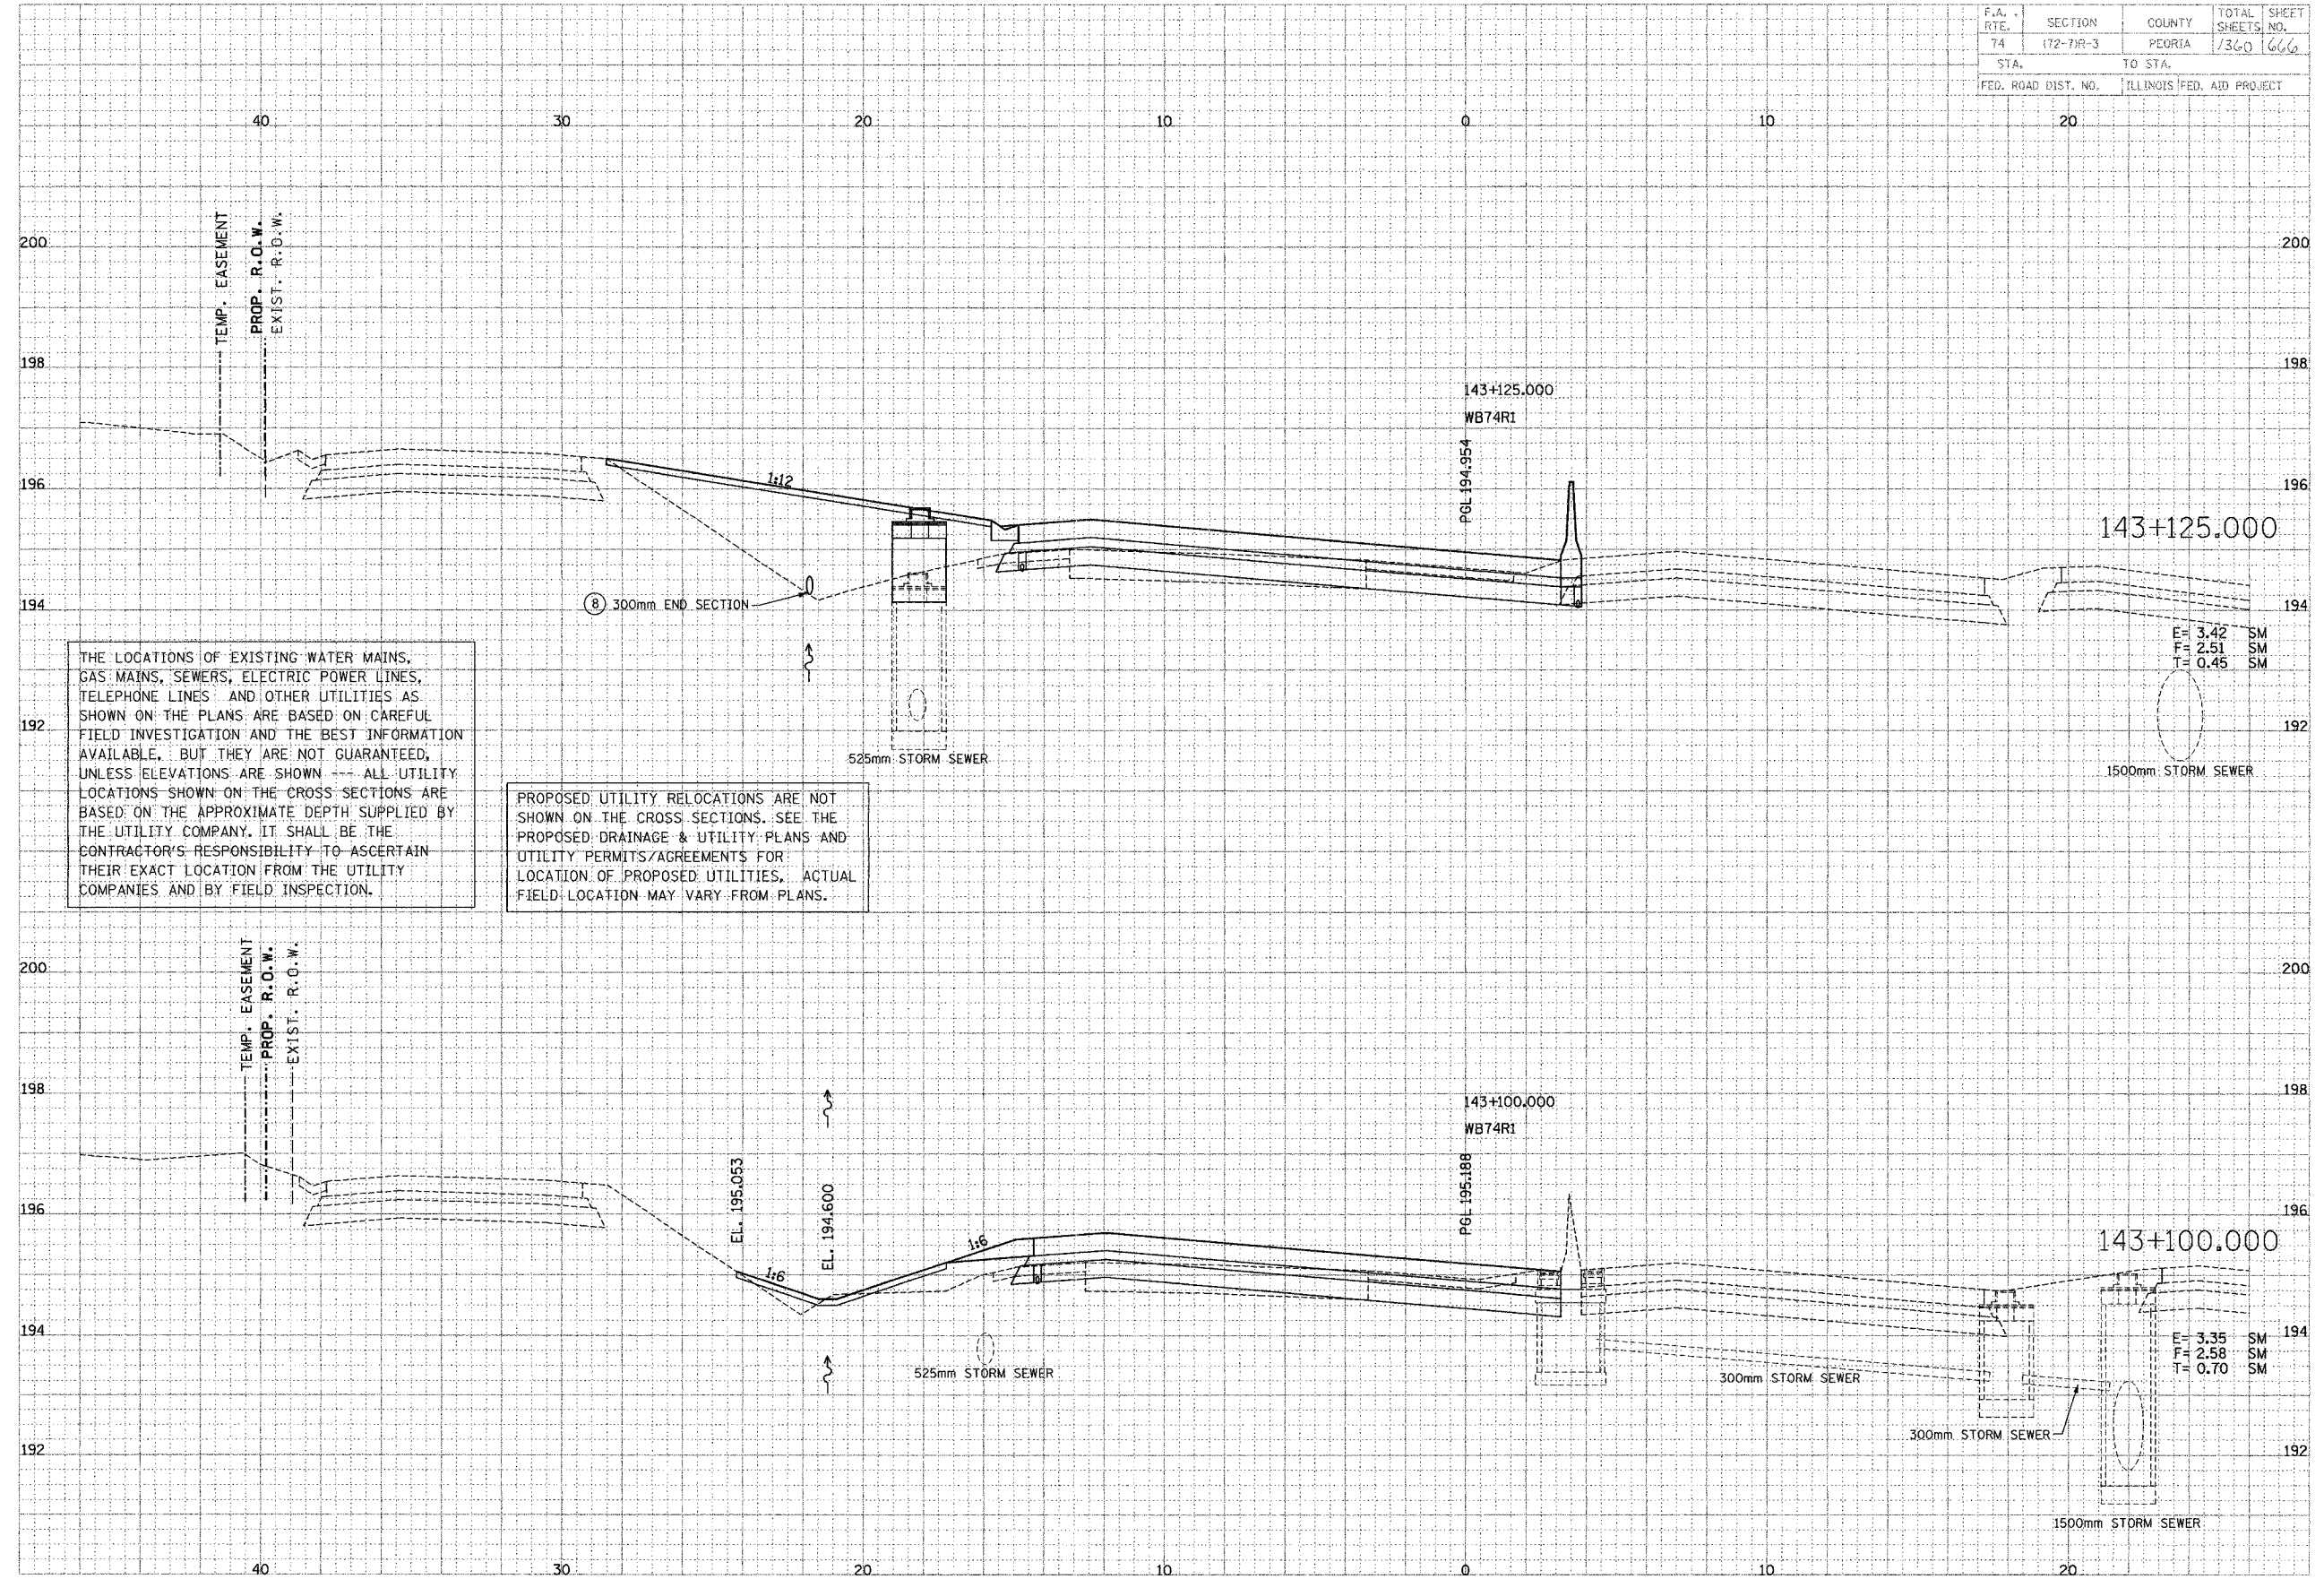 F.A. RTE. SECTION COUNTY TOTAL SHEETS SHEET NO.
74 (72-7)R-3 PEORIA 1360 666
STA. TO STA.
FED. ROAD DIST. NO. ILLINOIS FED. AID PROJECT
40 30 20 10 0 10 20
TEMP. EASEMENT
PROP. R.O.W.
EXIST. R.O.W.
200 200
198 198
143+125.000
WB74R1
PGL 194.954
196 196
1:12
143+125.000
194 194
8 300mm END SECTION
E= 3.42 SM
F= 2.51 SM
T= 0.45 SM
192 192
525mm STORM SEWER
1500mm STORM SEWER
THE LOCATIONS OF EXISTING WATER MAINS,
GAS MAINS, SEWERS, ELECTRIC POWER LINES,
TELEPHONE LINES AND OTHER UTILITIES AS
SHOWN ON THE PLANS ARE BASED ON CAREFUL
FIELD INVESTIGATION AND THE BEST INFORMATION
AVAILABLE, BUT THEY ARE NOT GUARANTEED,
UNLESS ELEVATIONS ARE SHOWN --- ALL UTILITY
LOCATIONS SHOWN ON THE CROSS SECTIONS ARE
BASED ON THE APPROXIMATE DEPTH SUPPLIED BY
THE UTILITY COMPANY. IT SHALL BE THE
CONTRACTOR'S RESPONSIBILITY TO ASCERTAIN
THEIR EXACT LOCATION FROM THE UTILITY
COMPANIES AND BY FIELD INSPECTION.
PROPOSED UTILITY RELOCATIONS ARE NOT
SHOWN ON THE CROSS SECTIONS. SEE THE
PROPOSED DRAINAGE & UTILITY PLANS AND
UTILITY PERMITS/AGREEMENTS FOR
LOCATION OF PROPOSED UTILITIES, ACTUAL
FIELD LOCATION MAY VARY FROM PLANS.
TEMP. EASEMENT
PROP. R.O.W.
EXIST. R.O.W.
200 200
198 198
143+100.000
WB74R1
PGL 195.188
EL. 195.053
EL. 194.600
196 196
1:6
1:6
143+100.000
194 194
E= 3.35 SM
F= 2.58 SM
T= 0.70 SM
525mm STORM SEWER
300mm STORM SEWER
300mm STORM SEWER
192 192
1500mm STORM SEWER
40 30 20 10 0 10 20